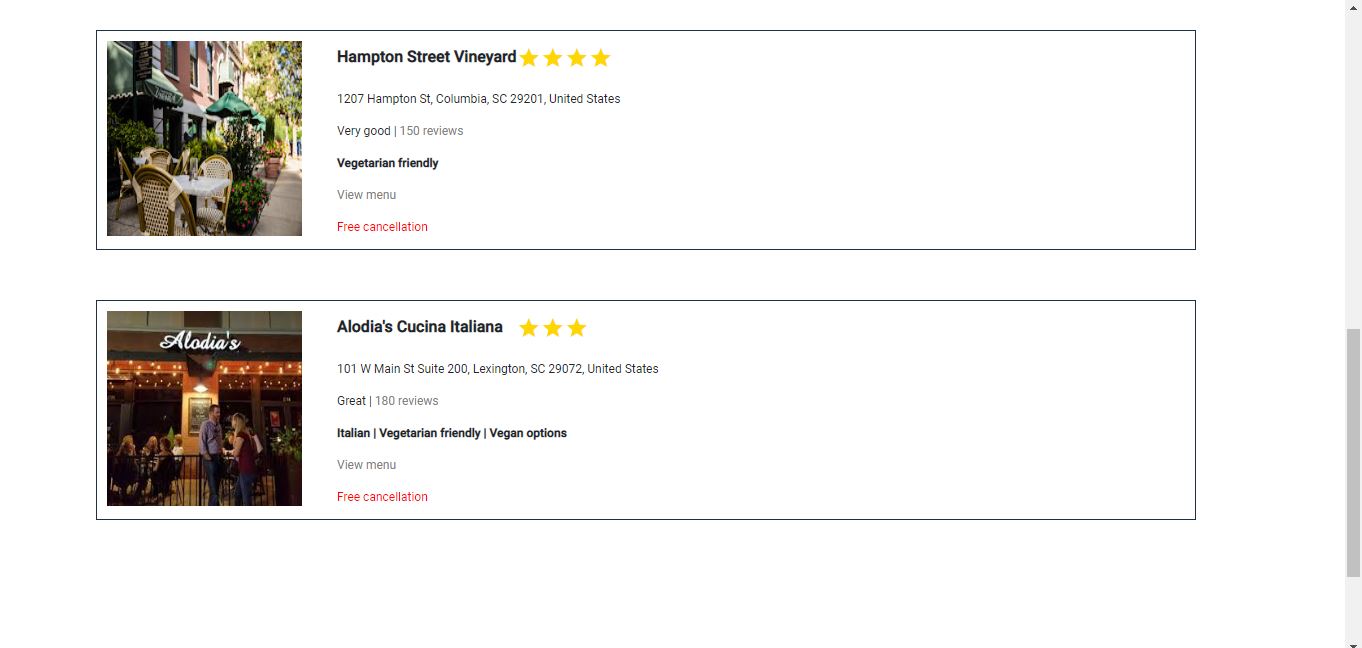 Hampton Street Vineyard
1207 Hampton St, Columbia, SC 29201, United States
Very good | 150 reviews
Vegetarian friendly
View menu
Free cancellation
Alodia's
Alodia's Cucina Italiana
101 W Main St Suite 200, Lexington, SC 29072, United States
Great | 180 reviews
Italian | Vegetarian friendly | Vegan options
View menu
Free cancellation